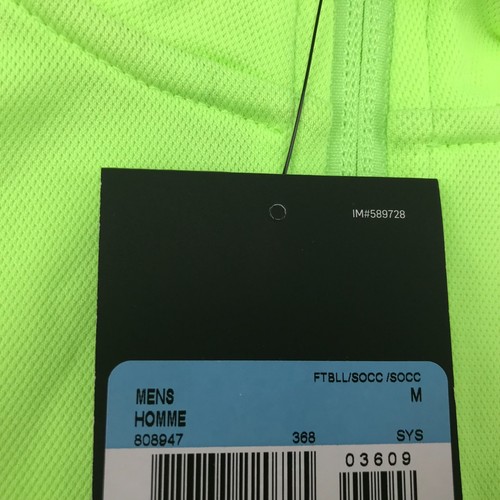 IM#589728
FTBLL/SOCC /SOCC
MENS M
HOMME
808947 368 SYS
03609